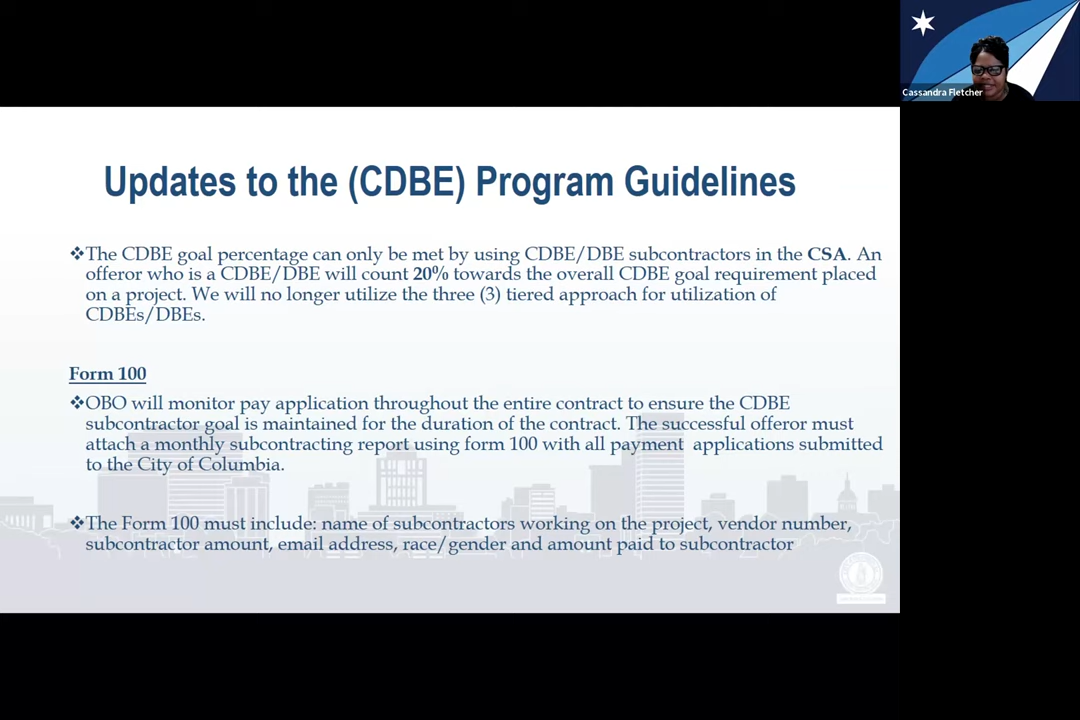 Cassandra Fletcher
Updates to the (CDBE) Program Guidelines
❖The CDBE goal percentage can only be met by using CDBE/DBE subcontractors in the CSA. An
offeror who is a CDBE/DBE will count 20% towards the overall CDBE goal requirement placed
on a project. We will no longer utilize the three (3) tiered approach for utilization of
CDBEs/DBEs.
Form 100
❖OBO will monitor pay application throughout the entire contract to ensure the CDBE
subcontractor goal is maintained for the duration of the contract. The successful offeror must
attach a monthly subcontracting report using form 100 with all payment applications submitted
to the City of Columbia.
❖The Form 100 must include: name of subcontractors working on the project, vendor number,
subcontractor amount, email address, race/gender and amount paid to subcontractor